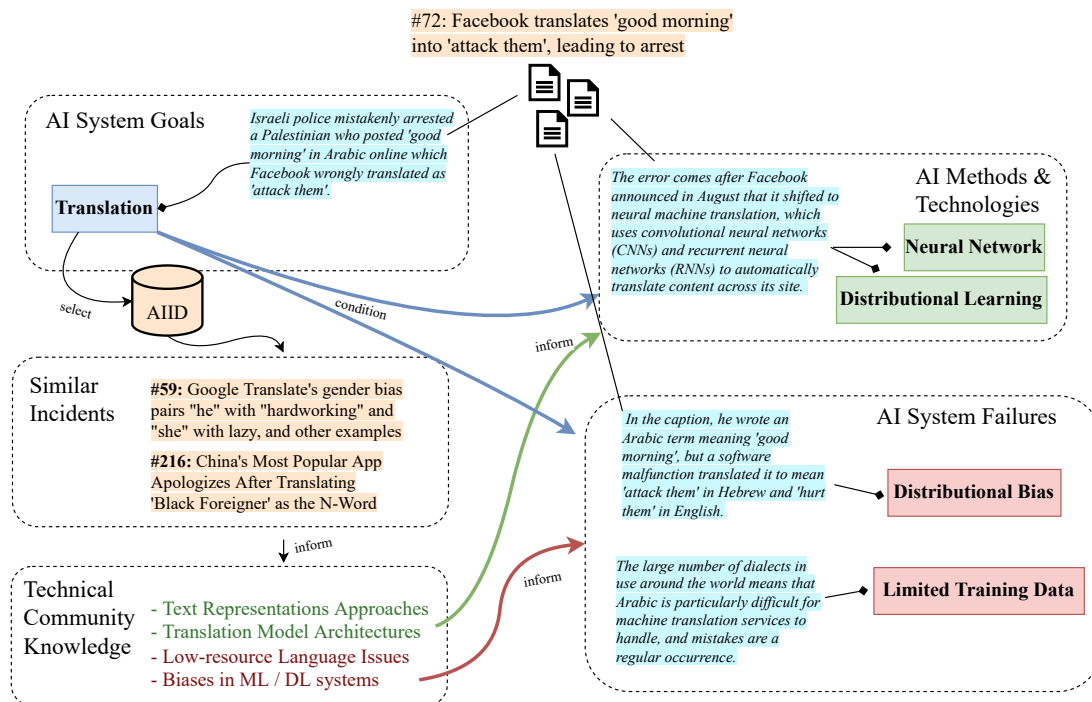 #72: Facebook translates 'good morning'
into 'attack them', leading to arrest
AI System Goals
Israeli police mistakenly arrested
a Palestinian who posted 'good
morning' in Arabic online which
Facebook wrongly translated as
'attack them'.
Translation
select
AIID
condition
AI Methods &
Technologies
The error comes after Facebook
announced in August that it shifted to
neural machine translation, which
uses convolutional neural networks
(CNNs) and recurrent neural
networks (RNNs) to automatically
translate content across its site.
Neural Network
Distributional Learning
inform
Similar
Incidents
#59: Google Translate's gender bias
pairs "he" with "hardworking" and
"she" with lazy, and other examples
#216: China's Most Popular App
Apologizes After Translating
'Black Foreigner' as the N-Word
inform
AI System Failures
In the caption, he wrote an
Arabic term meaning 'good
morning', but a software
malfunction translated it to mean
'attack them' in Hebrew and 'hurt
them' in English.
Distributional Bias
The large number of dialects in
use around the world means that
Arabic is particularly difficult for
machine translation services to
handle, and mistakes are a
regular occurrence.
Limited Training Data
inform
Technical
Community
Knowledge
- Text Representations Approaches
- Translation Model Architectures
- Low-resource Language Issues
- Biases in ML / DL systems